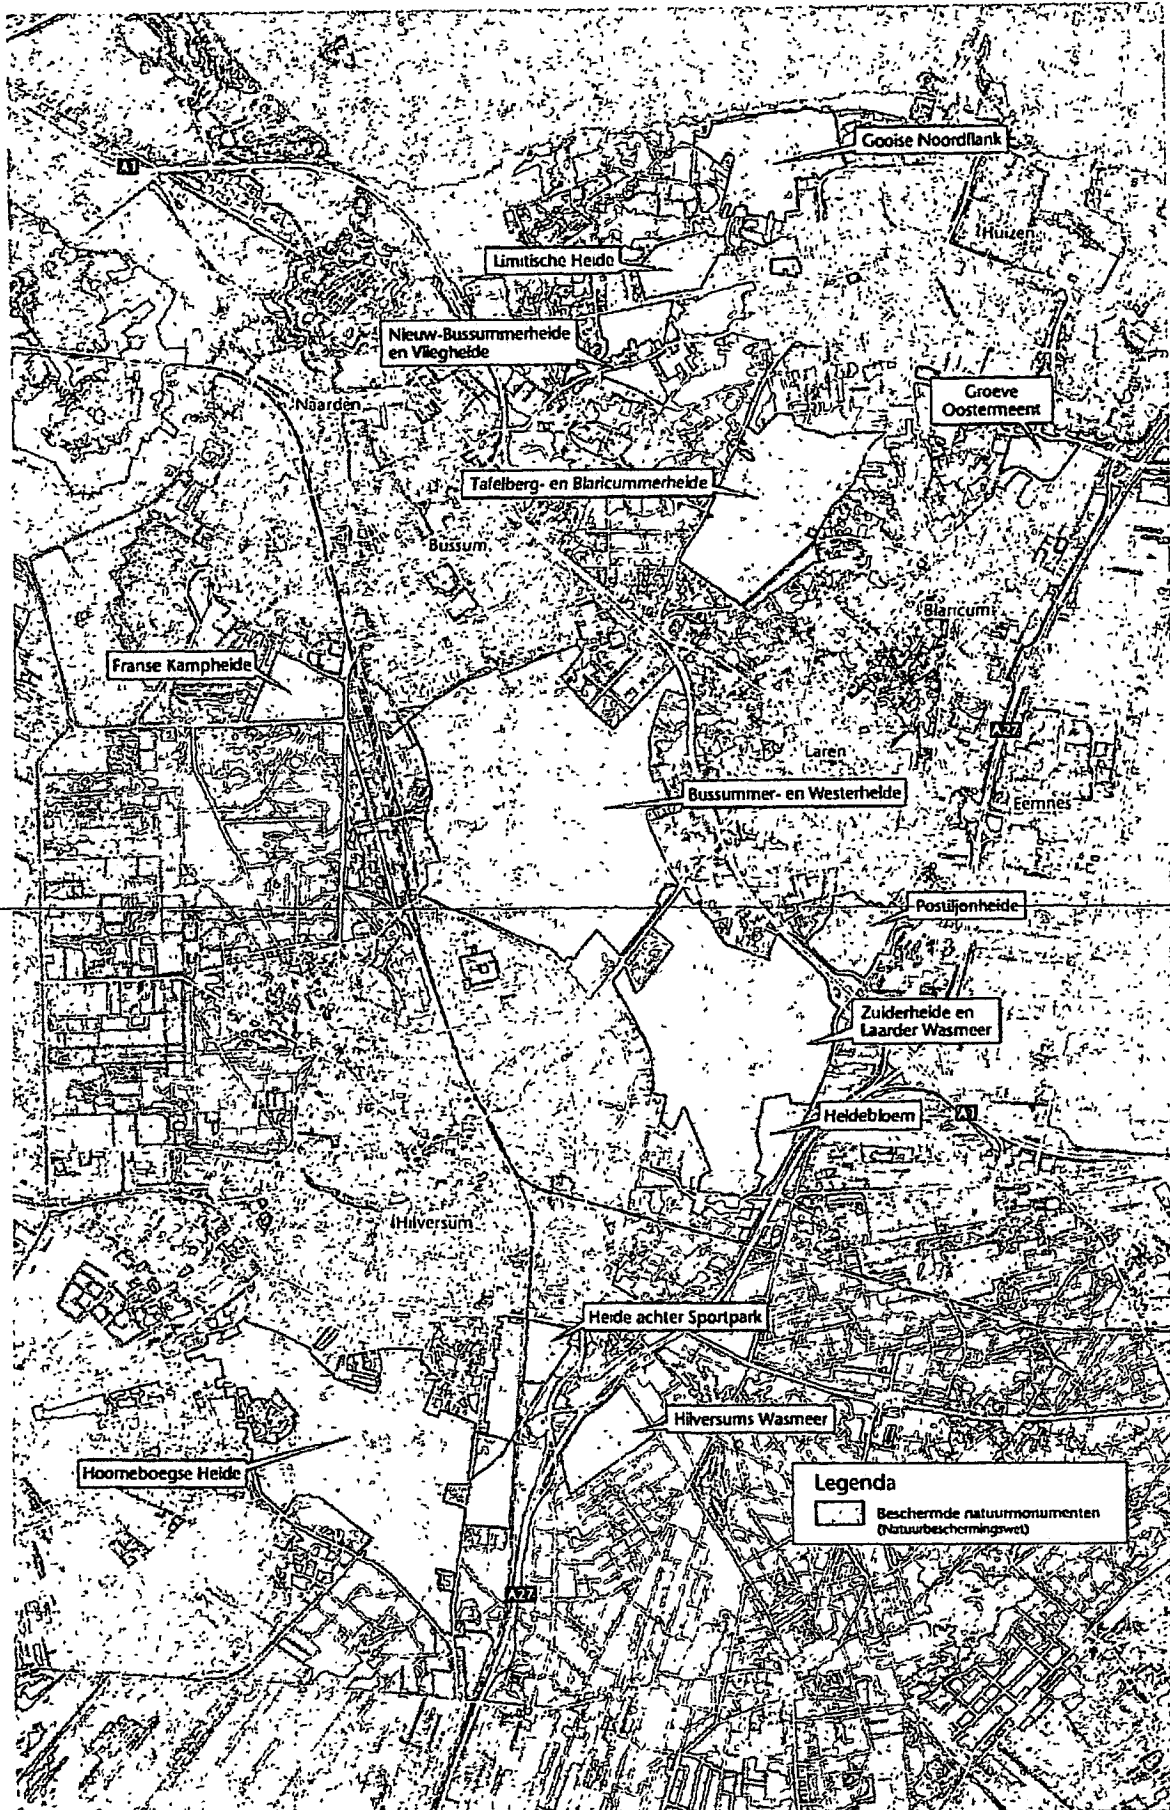 Gooise Noordflank
A1
Huizen
Limitische Heide
Nieuw-Bussummerheide
en Vliegheide
Groeve
Oostermeent
Naarden
Tafelberg- en Blaricummerheide
Bussum
Blaricum
Franse Kampheide
A27
Laren
Bussummer- en Westerheide
Eemnes
Postiljonheide
Zuiderheide en
Laarder Wasmeer
Heidebloem
A1
Hilversum
Heide achter Sportpark
Hilversums Wasmeer
Hoorneboegse Heide
Legenda
Beschermde natuurmonumenten
(Natuurbeschermingswet)
A27